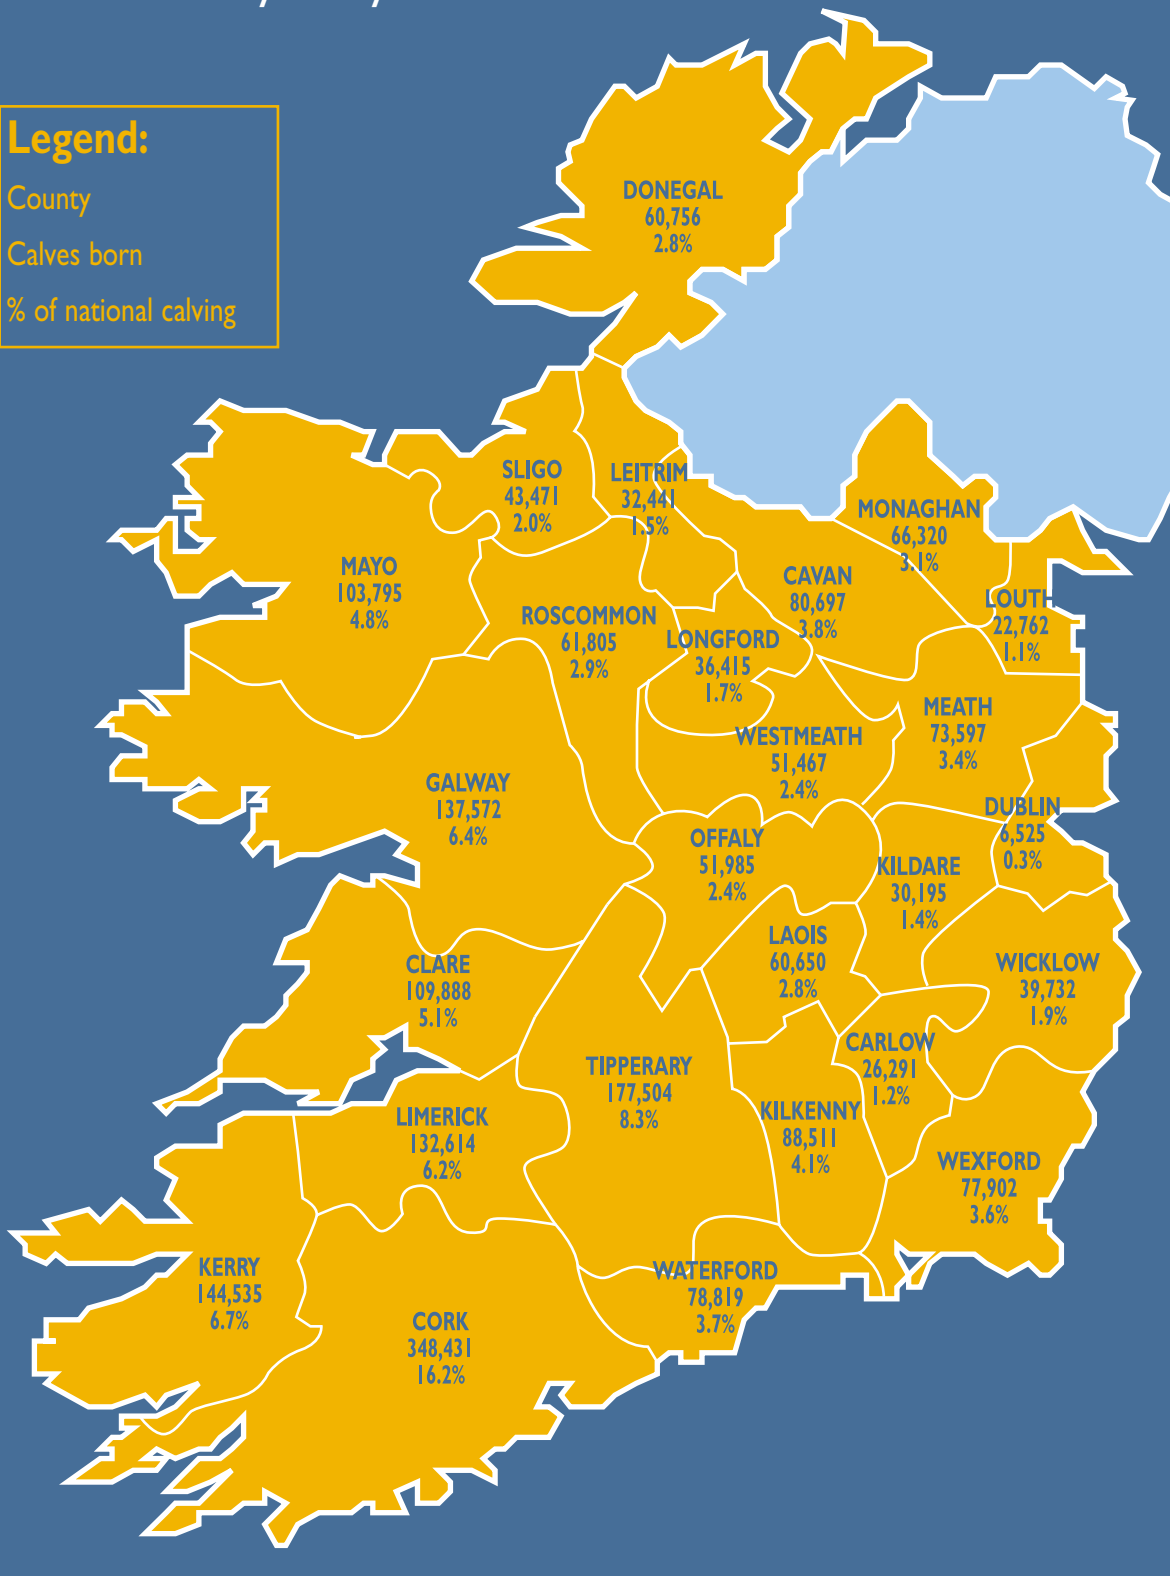 Legend:
County
Calves born
% of national calving
DONEGAL
60,756
2.8%
SLIGO
43,471
2.0%
LEITRIM
32,441
1.5%
MONAGHAN
66,320
3.1%
MAYO
103,795
4.8%
CAVAN
80,697
3.8%
LOUTH
22,762
1.1%
ROSCOMMON
61,805
2.9%
LONGFORD
36,415
1.7%
MEATH
73,597
3.4%
WESTMEATH
51,467
2.4%
GALWAY
137,572
6.4%
DUBLIN
6,525
0.3%
OFFALY
51,985
2.4%
KILDARE
30,195
1.4%
LAOIS
60,650
2.8%
CLARE
109,888
5.1%
WICKLOW
39,732
1.9%
CARLOW
26,291
1.2%
TIPPERARY
177,504
8.3%
KILKENNY
88,511
4.1%
LIMERICK
132,614
6.2%
WEXFORD
77,902
3.6%
KERRY
144,535
6.7%
WATERFORD
78,819
3.7%
CORK
348,431
16.2%